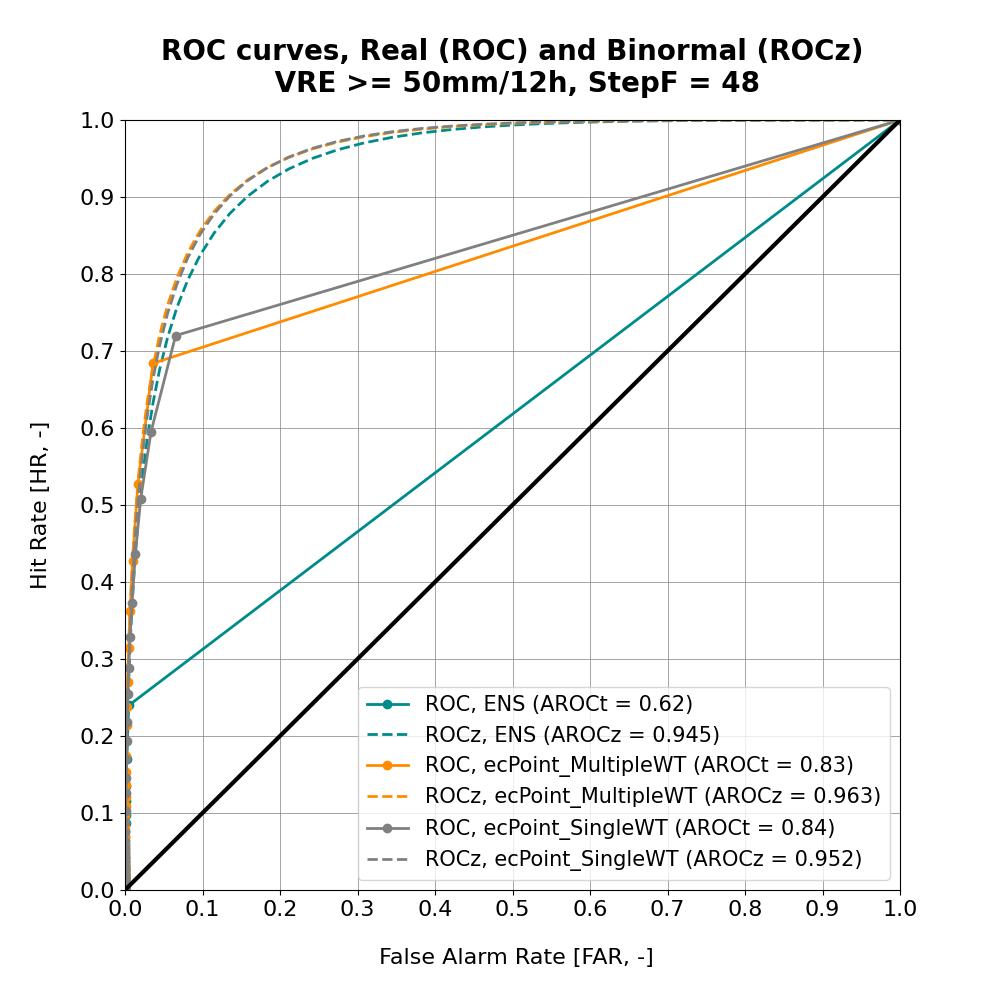 ROC curves, Real (ROC) and Binormal (ROCz)
VRE >= 50mm/12h, StepF = 48
1.0
0.9
0.8
0.7
0.6
0.5
0.4
0.3
0.2
0.1
0.0
Hit Rate [HR, -]
ROC, ENS (AROCt = 0.62)
ROCz, ENS (AROCz = 0.945)
ROC, ecPoint_MultipleWT (AROCt = 0.83)
ROCz, ecPoint_MultipleWT (AROCz = 0.963)
ROC, ecPoint_SingleWT (AROCt = 0.84)
ROCz, ecPoint_SingleWT (AROCz = 0.952)
0.0 0.1 0.2 0.3 0.4 0.5 0.6 0.7 0.8 0.9 1.0
False Alarm Rate [FAR, -]